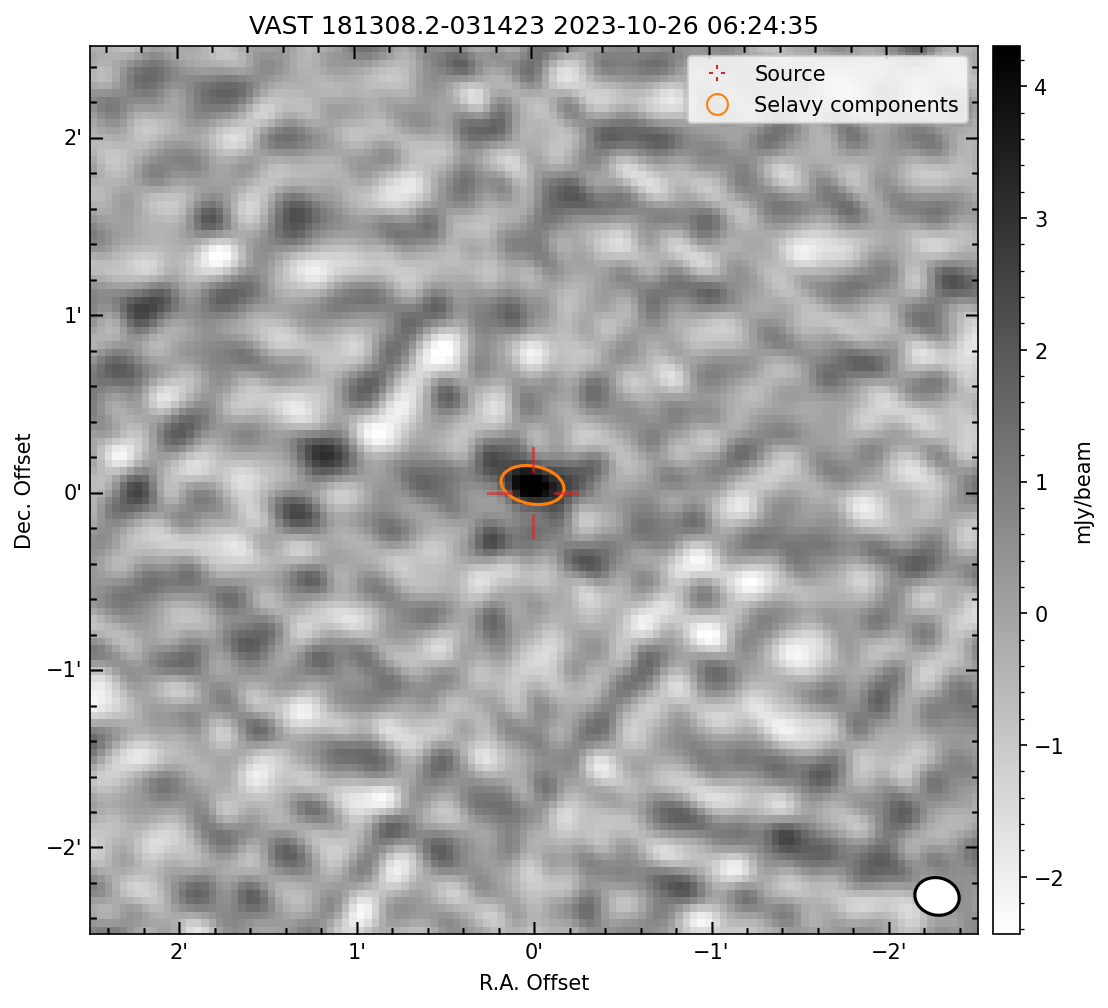 VAST 181308.2-031423 2023-10-26 06:24:35
Source
Selavy components
2'
1'
0'
−1'
−2'
Dec. Offset
2'
1'
0'
−1'
−2'
R.A. Offset
4
3
2
1
0
−1
−2
mJy/beam